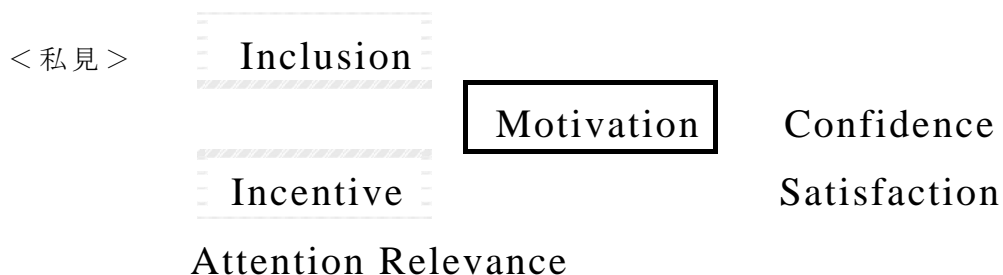 <私見> Inclusion
Motivation Confidence
Incentive Satisfaction
Attention Relevance